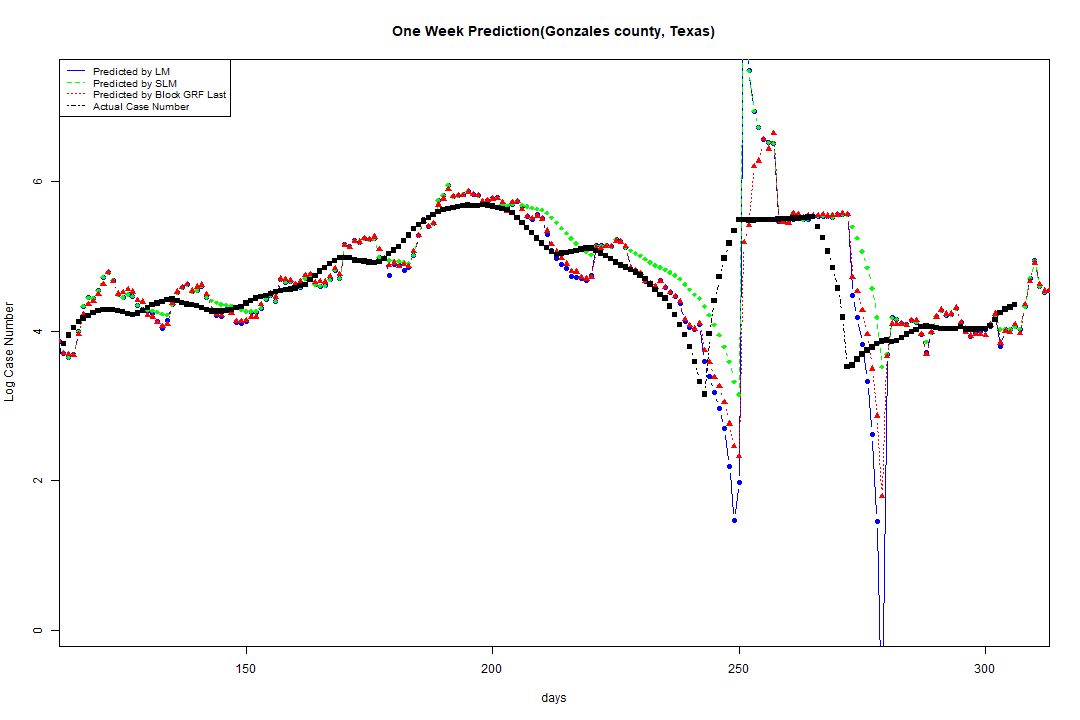 One Week Prediction(Gonzales county, Texas)
Predicted by LM
Predicted by SLM
Predicted by Block GRF Last
Actual Case Number
6
4
2
0
Log Case Number
150 200 250 300
days